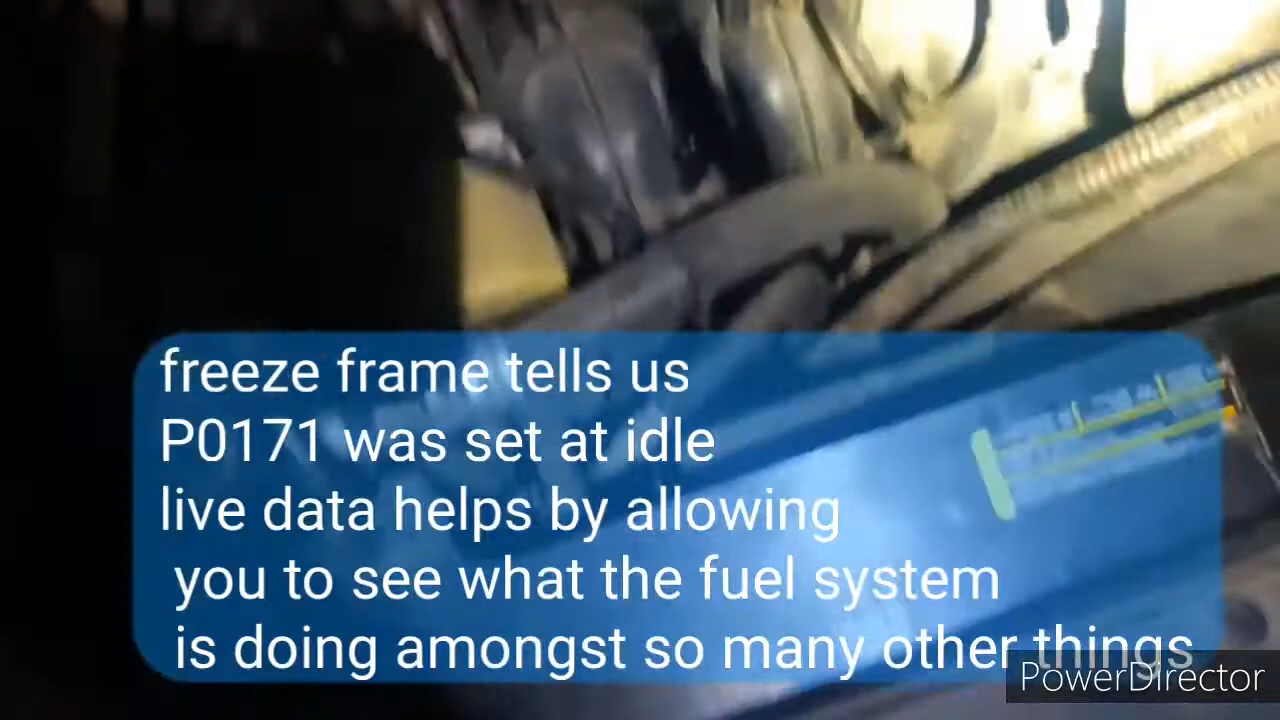 freeze frame tells us
P0171 was set at idle
live data helps by allowing
you to see what the fuel system
is doing amongst so many other things
PowerDirector